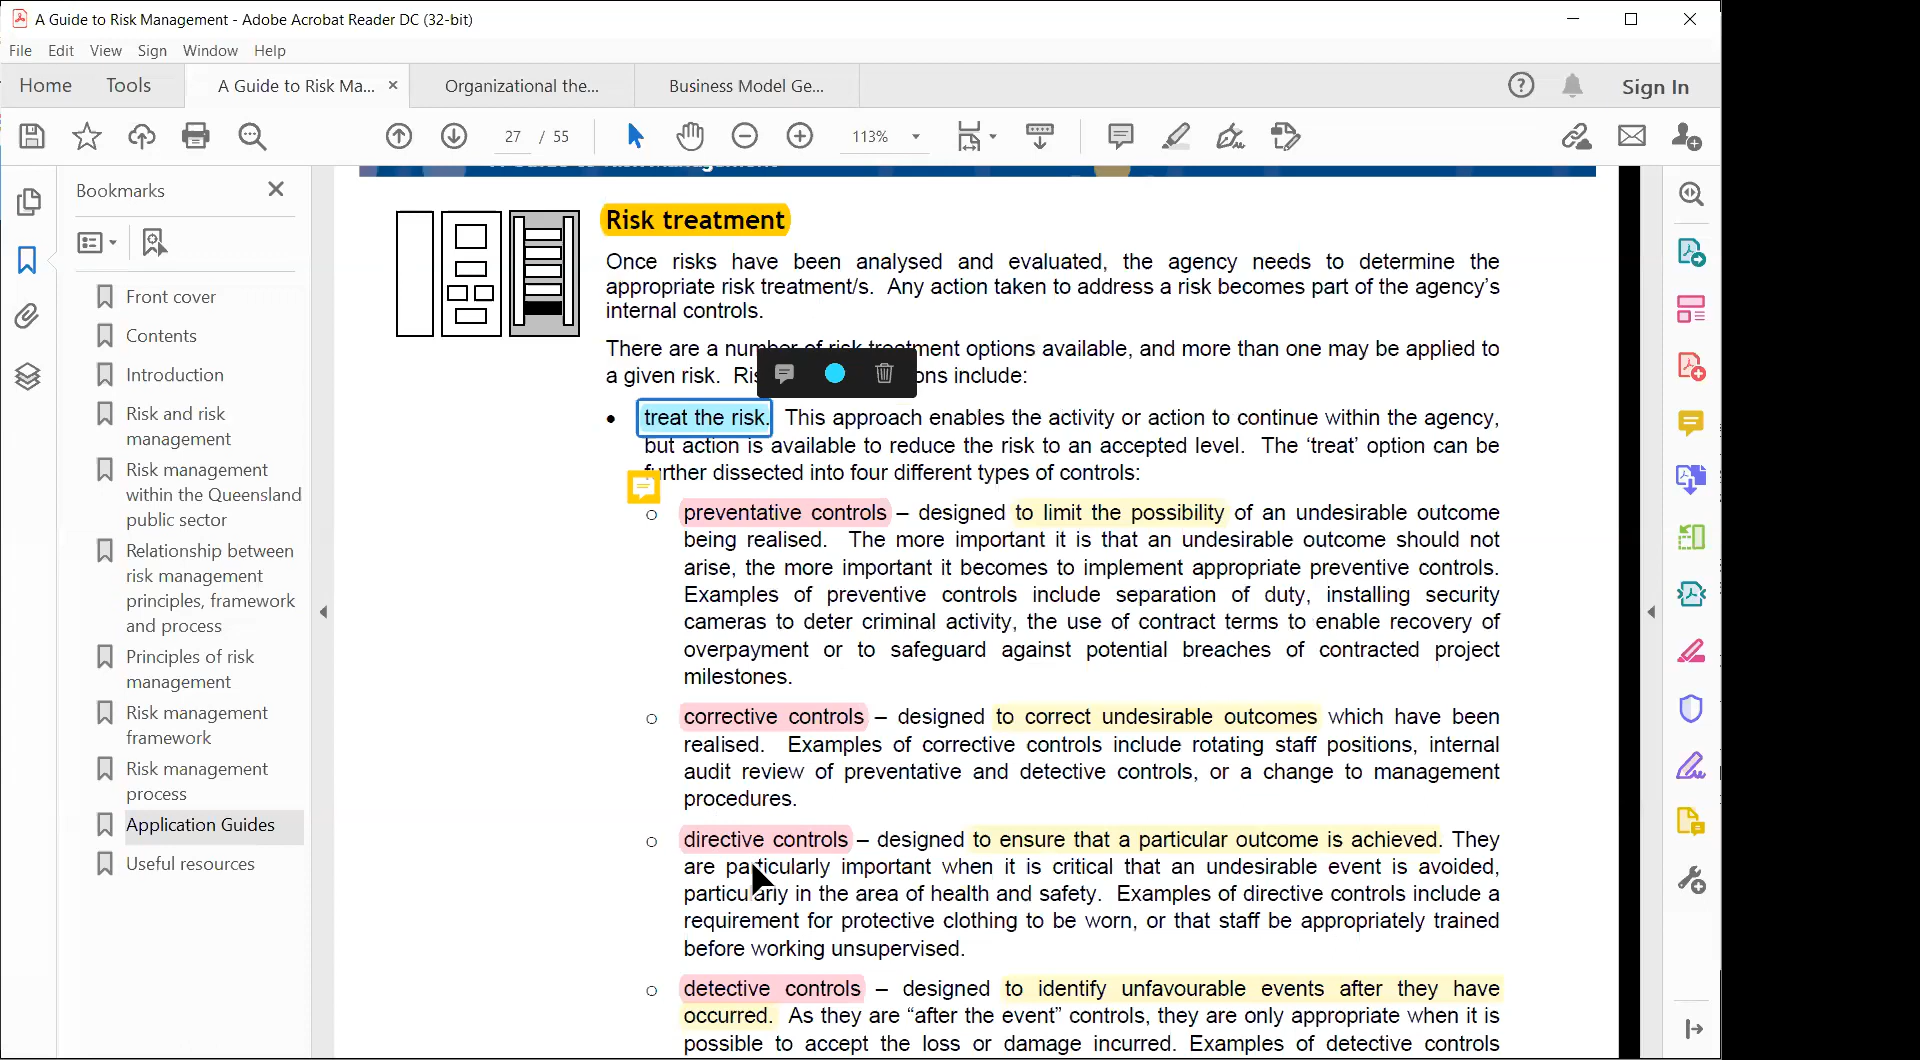 A Guide to Risk Management - Adobe Acrobat Reader DC (32-bit)
File Edit View Sign Window Help
Home Tools A Guide to Risk Ma... Organizational the... Business Model Ge... Sign In
27 / 55 113%
Bookmarks
Front cover
Contents
Introduction
Risk and risk
management
Risk management
within the Queensland
public sector
Relationship between
risk management
principles, framework
and process
Principles of risk
management
Risk management
framework
Risk management
process
Application Guides
Useful resources
Risk treatment
Once risks have been analysed and evaluated, the agency needs to determine the
appropriate risk treatment/s. Any action taken to address a risk becomes part of the agency's
internal controls.
There are a number of risk treatment options available, and more than one may be applied to
a given risk. include:
• treat the risk. This approach enables the activity or action to continue within the agency,
but action is available to reduce the risk to an accepted level. The 'treat' option can be
further dissected into four different types of controls:
o preventative controls – designed to limit the possibility of an undesirable outcome
being realised. The more important it is that an undesirable outcome should not
arise, the more important it becomes to implement appropriate preventive controls.
Examples of preventive controls include separation of duty, installing security
cameras to deter criminal activity, the use of contract terms to enable recovery of
overpayment or to safeguard against potential breaches of contracted project
milestones.
o corrective controls – designed to correct undesirable outcomes which have been
realised. Examples of corrective controls include rotating staff positions, internal
audit review of preventative and detective controls, or a change to management
procedures.
o directive controls – designed to ensure that a particular outcome is achieved. They
are particularly important when it is critical that an undesirable event is avoided,
particularly in the area of health and safety. Examples of directive controls include a
requirement for protective clothing to be worn, or that staff be appropriately trained
before working unsupervised.
o detective controls – designed to identify unfavourable events after they have
occurred. As they are "after the event" controls, they are only appropriate when it is
possible to accept the loss or damage incurred. Examples of detective controls